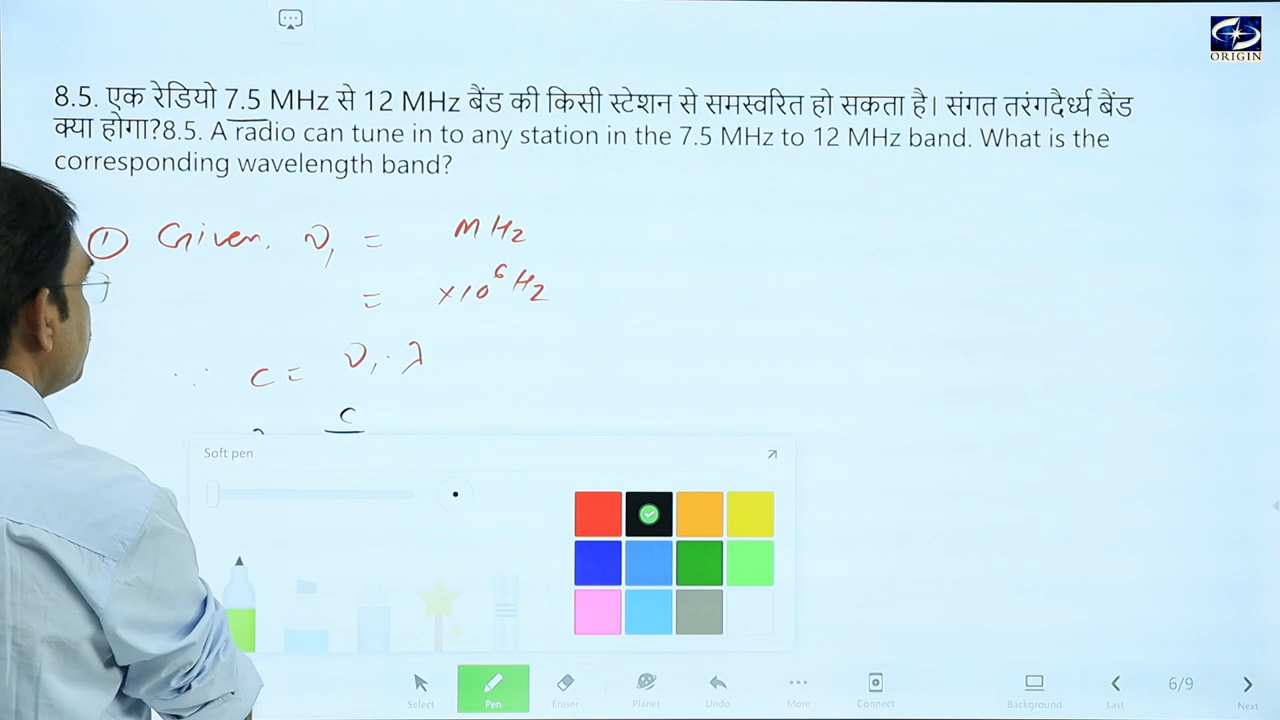 ORIGIN
8.5. एक रेडियो 7.5 MHz से 12 MHz बैंड की किसी स्टेशन से समस्वरित हो सकता है। संगत तरंगदैर्ध्य बैंड
क्या होगा?8.5. A radio can tune in to any station in the 7.5 MHz to 12 MHz band. What is the
corresponding wavelength band?
① Given, ν₁ = MHz
= ×10⁶ Hz
∵ c = ν₁. λ
c
Soft pen
Select Pen Eraser Planet Undo More Connect Background Last 6/9 Next